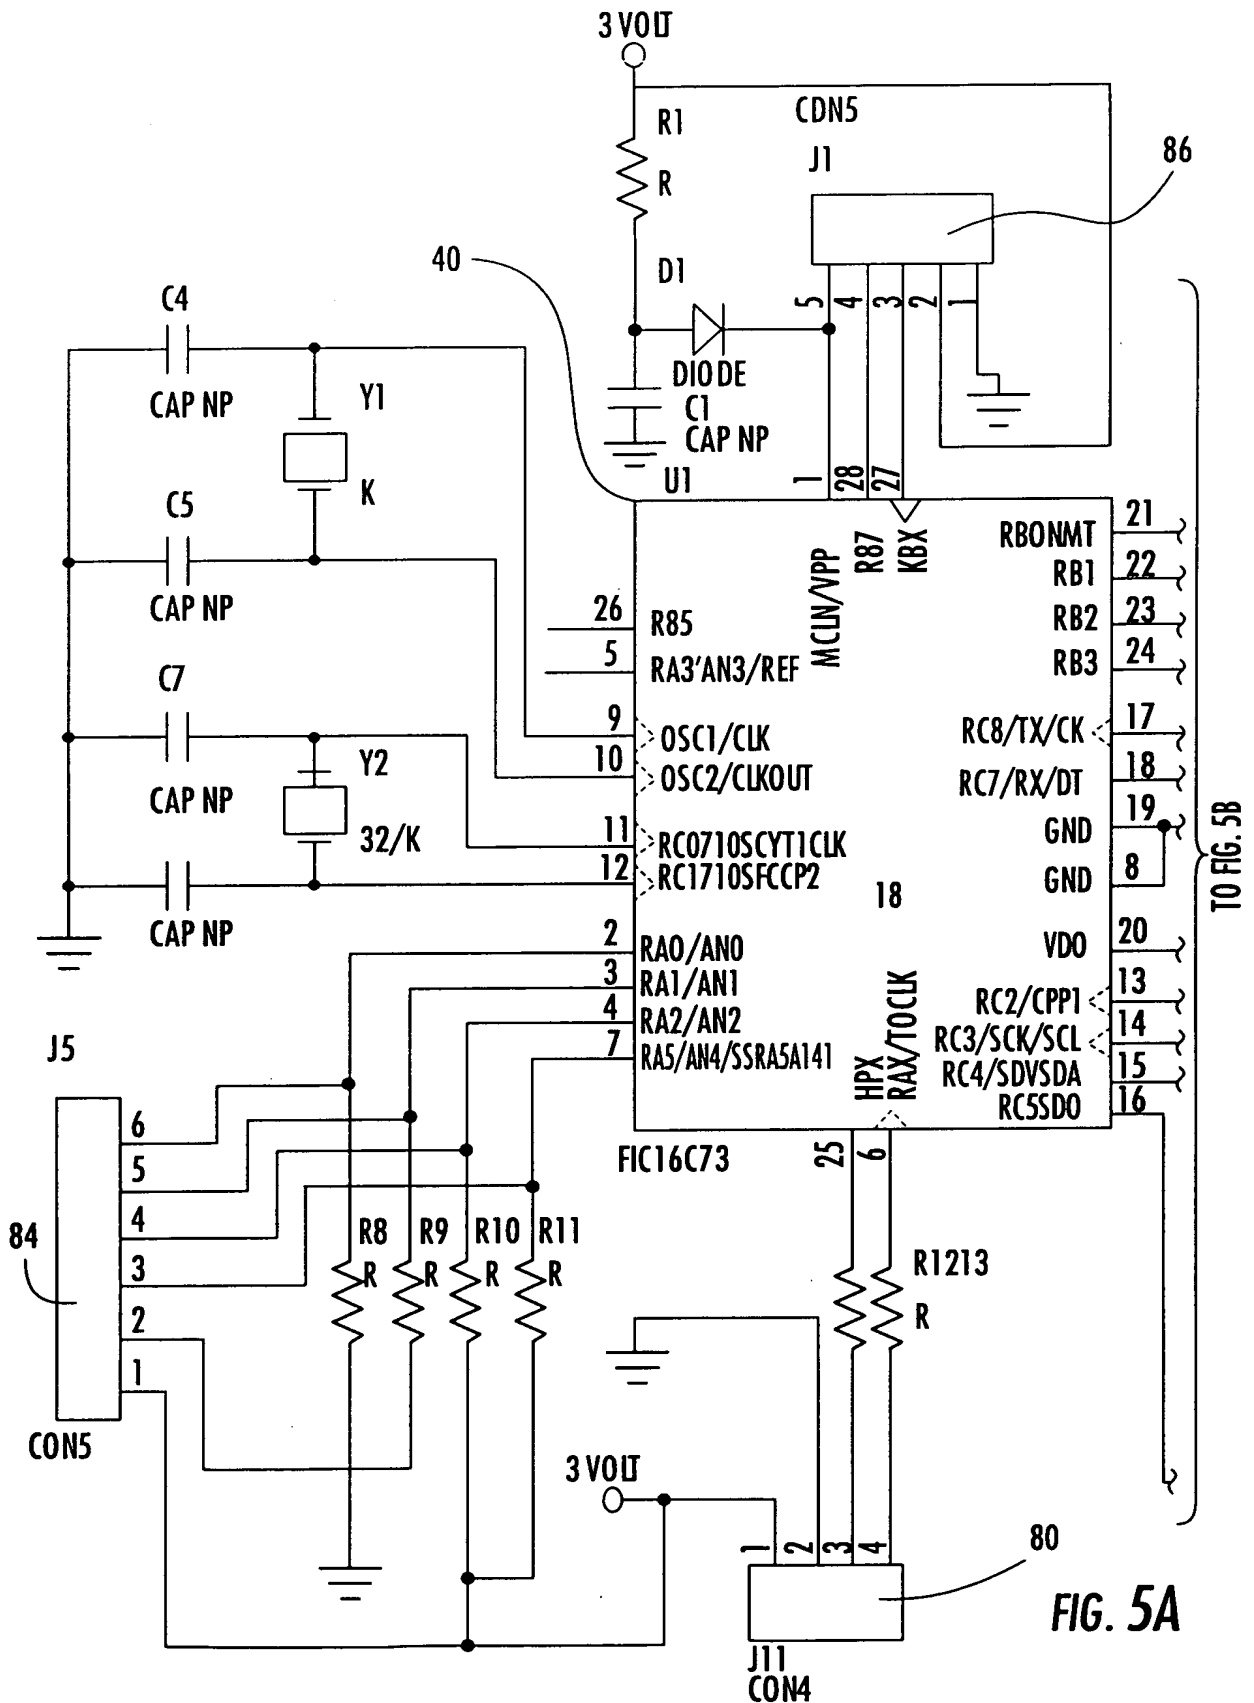 3 VOLT
CDN5
R1
J1
86
R
40
D1
5
4
3
2
1
C4
DIODE
CAP NP
Y1
C1
CAP NP
K
U1
1
28
27
C5
CAP NP
RBONMT
21
R87
KBX
MCLN/VPP
RB1
22
26
R85
RB2
23
5
RA3'AN3/REF
RB3
24
C7
9
OSC1/CLK
RC8/TX/CK
17
Y2
10
OSC2/CLKOUT
RC7/RX/DT
18
CAP NP
19
GND
32/K
11
RC0710SCYT1CLK
TO FIG. 5B
12
RC1710SFCCP2
GND
8
18
CAP NP
2
RA0/AN0
VDO
20
3
RA1/AN1
RC2/CPP1
13
4
RA2/AN2
RC3/SCK/SCL
14
J5
7
RA5/AN4/SSRA5A141
HPX
RAX/TOCLK
RC4/SDVSDA
15
RC5SDO
16
6
FIC16C73
25
6
5
4
84
R8
R9
R10
R11
3
R
R
R
R
R1213
R
2
1
CON5
3 VOLT
1
2
3
4
80
FIG. 5A
J11
CON4